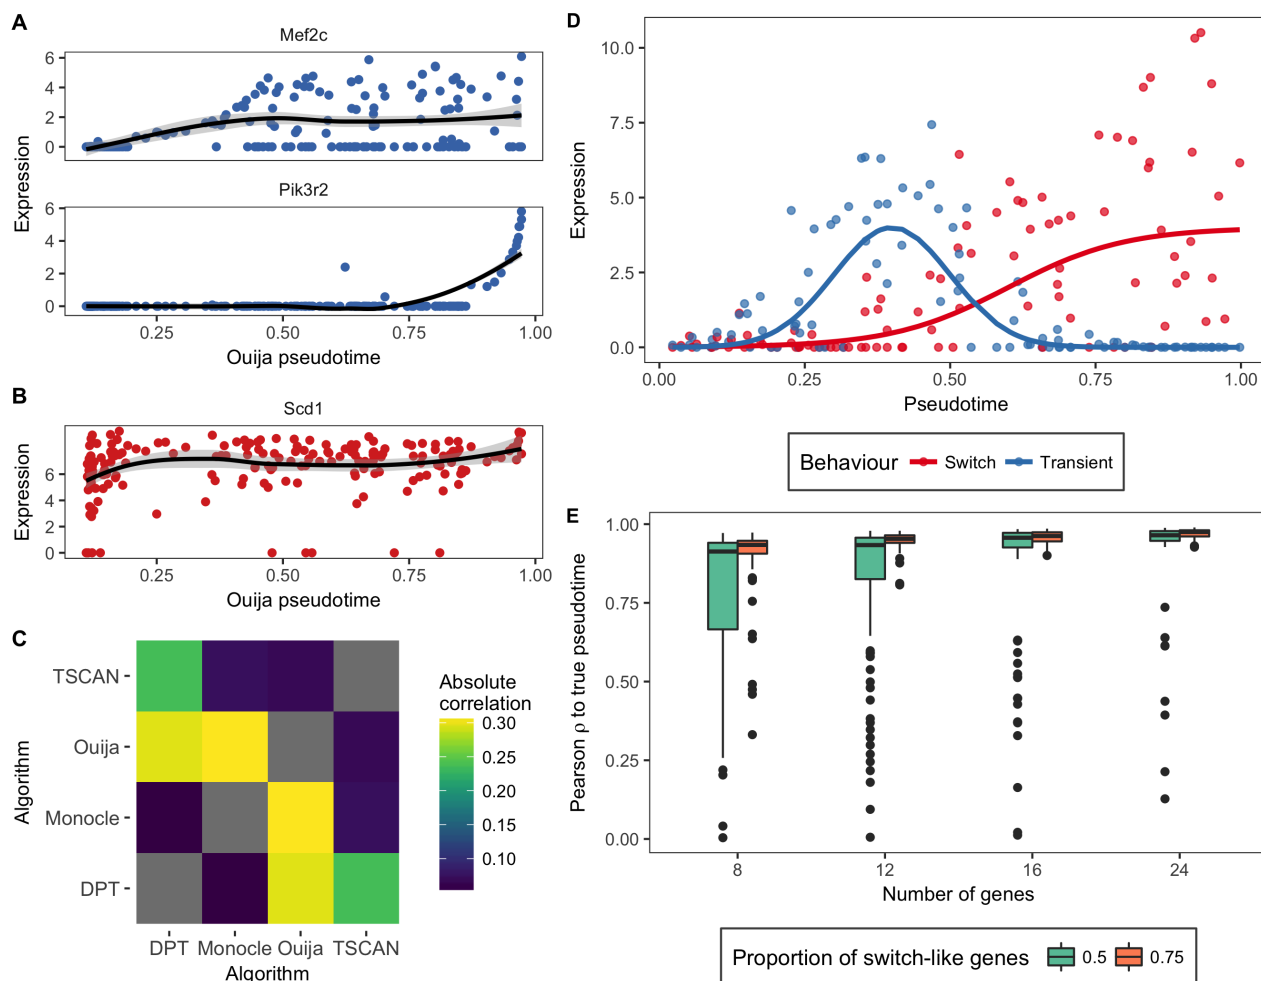 A
Mef2c
6
4
2
0
Pik3r2
6
4
2
0
Expression
0.25
0.50
0.75
1.00
Ouija pseudotime
B
Scd1
Expression
6
4
2
0
0.25
0.50
0.75
1.00
Ouija pseudotime
C
TSCAN
Ouija
Monocle
DPT
Algorithm
DPT
Monocle
Ouija
TSCAN
Algorithm
Absolute
correlation
0.30
0.25
0.20
0.15
0.10
D
Expression
10.0
7.5
5.0
2.5
0.0
0.00
0.25
0.50
0.75
1.00
Pseudotime
Behaviour
Switch
Transient
E
Pearson ρ to true pseudotime
1.00
0.75
0.50
0.25
0.00
8
12
16
24
Number of genes
Proportion of switch-like genes
0.5
0.75